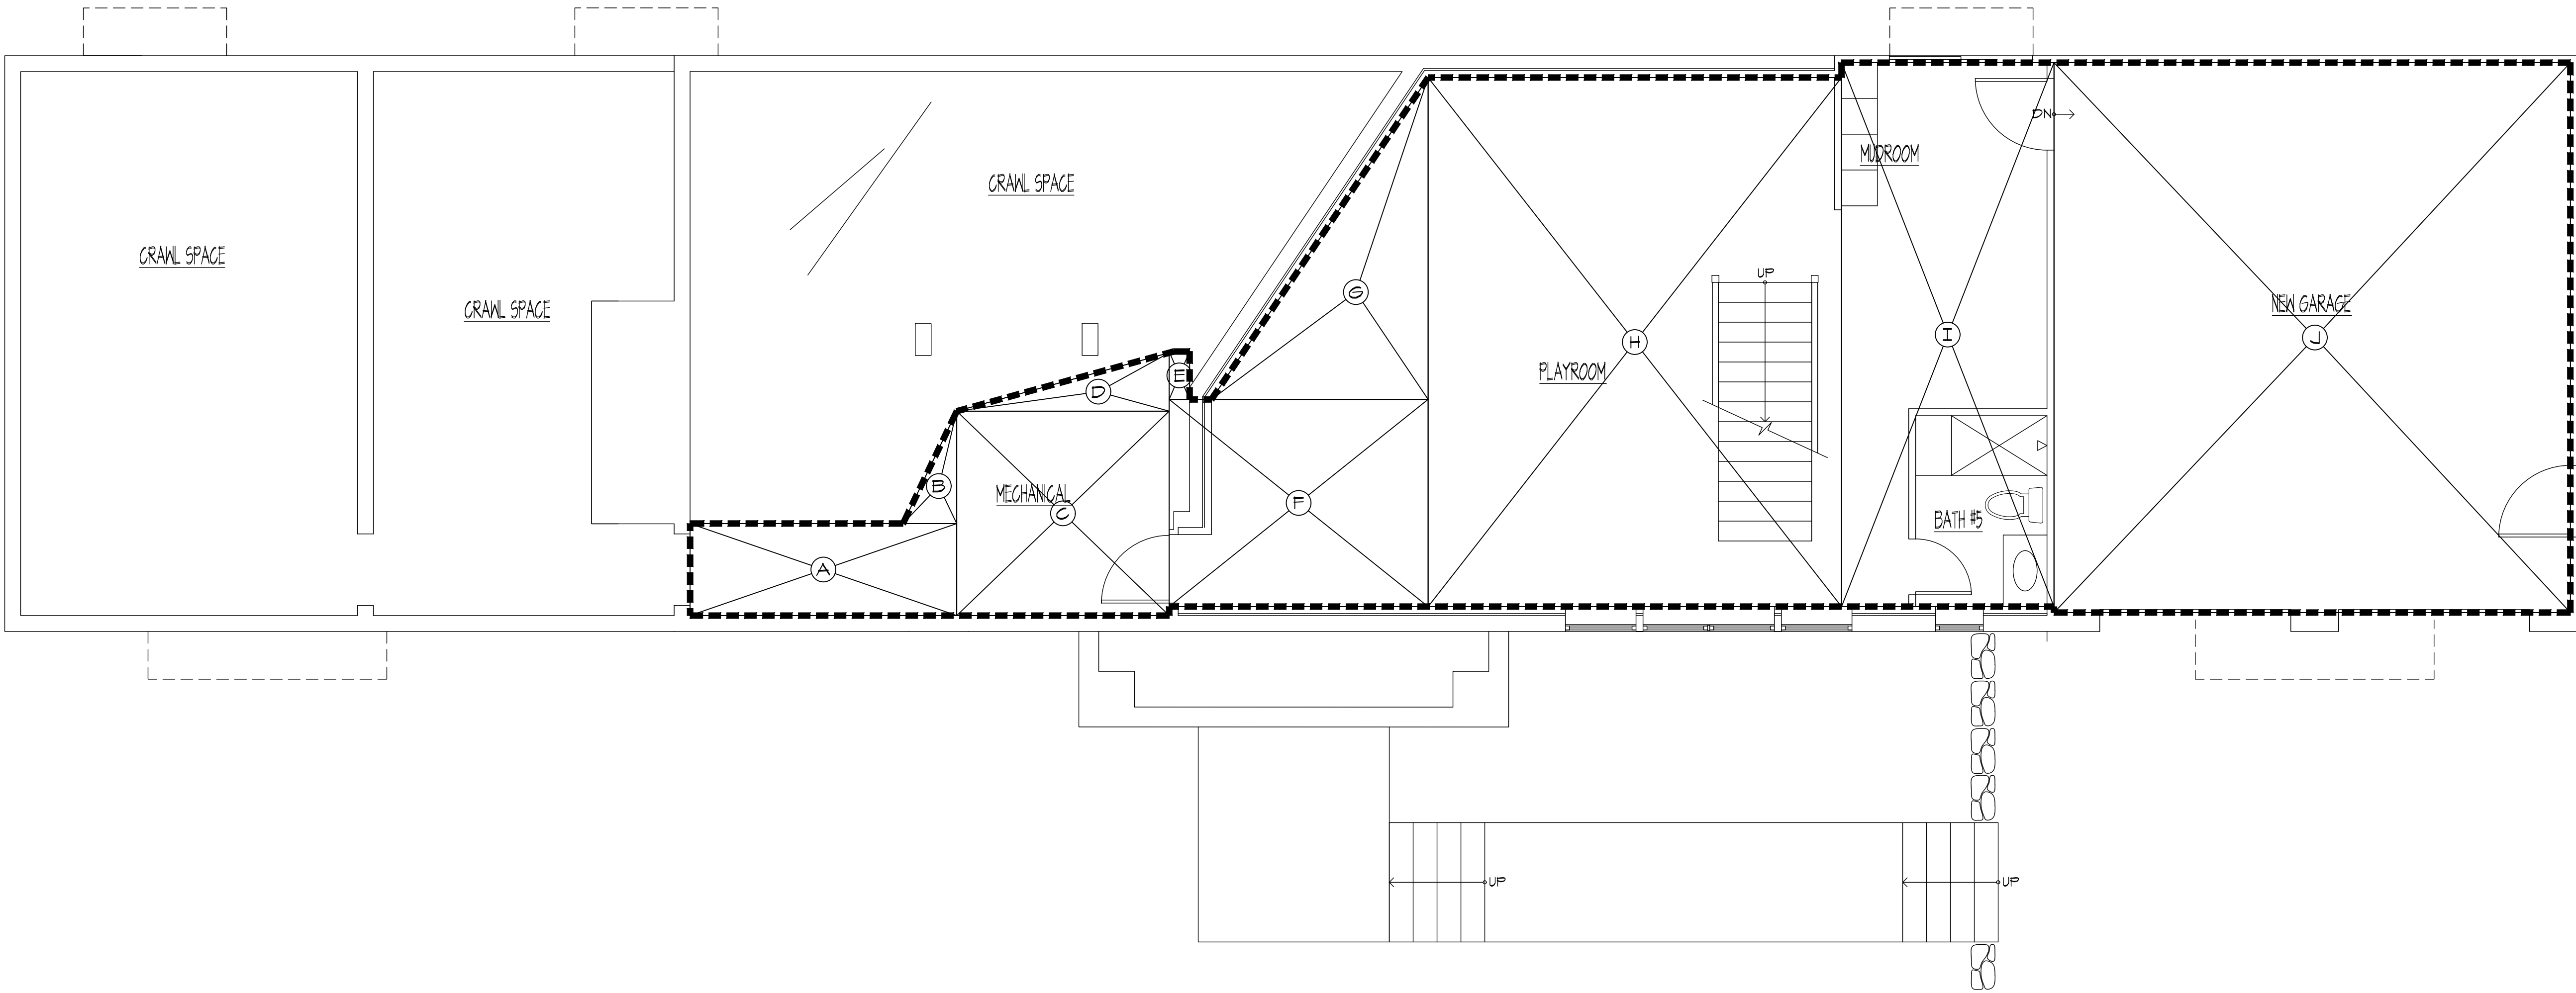 DN
MUDROOM
CRAWL SPACE
CRAWL SPACE
UP
G
CRAWL SPACE
NEW GARAGE
I
J
H
PLAYROOM
E
D
B
MECHANICAL
F
C
BATH #5
A
UP
UP